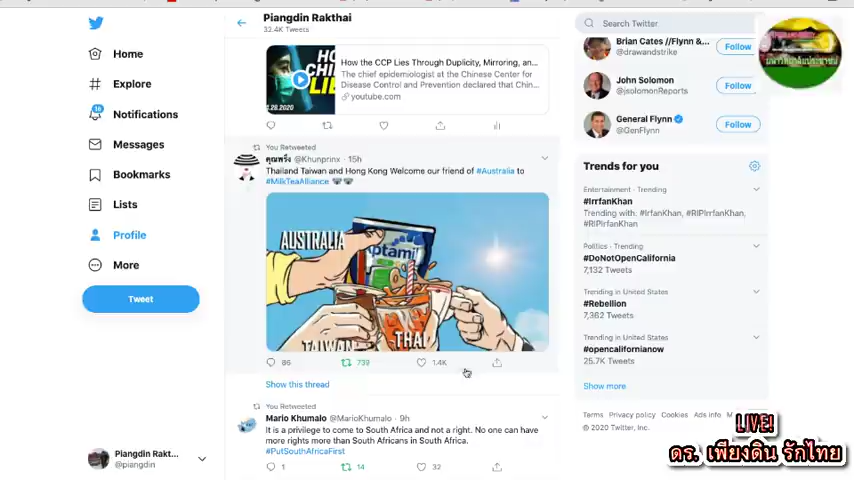 Piangdin Rakthai
32.4K Tweets
Search Twitter
Home
Explore
16
Notifications
Messages
Bookmarks
Lists
Profile
More
Tweet
Piangdin Rakt...
@piangdin
How the CCP Lies Through Duplicity, Mirroring, an...
The chief epidemiologist at the Chinese Center for
Disease Control and Prevention declared that Chin...
youtube.com
You Retweeted
คุณพริ้ง @Khunprinx · 15h
Thailand Taiwan and Hong Kong Welcome our friend of #Australia to
#MilkTeaAlliance
AUSTRALIA
TAIWAN
THAI
86
739
1.4K
Show this thread
You Retweeted
Mario Khumalo @MarioKhumalo · 9h
It is a privilege to come to South Africa and not a right. No one can have
more rights more than South Africans in South Africa.
#PutSouthAfricaFirst
1
14
32
Brian Cates //Flynn &...
@drawandstrike
Follow
John Solomon
@jsolomonReports
Follow
General Flynn
@GenFlynn
Follow
Trends for you
Entertainment · Trending
#IrrfanKhan
Trending with: #IrfanKhan, #RIPIrrfanKhan,
#RIPIrfanKhan
Politics · Trending
#DoNotOpenCalifornia
7,132 Tweets
Trending in United States
#Rebellion
7,362 Tweets
Trending in United States
#opencalifornianow
25.7K Tweets
Show more
Terms Privacy policy Cookies Ads info
© 2020 Twitter, Inc.
LIVE!
ดร. เพียงดิน รักไทย